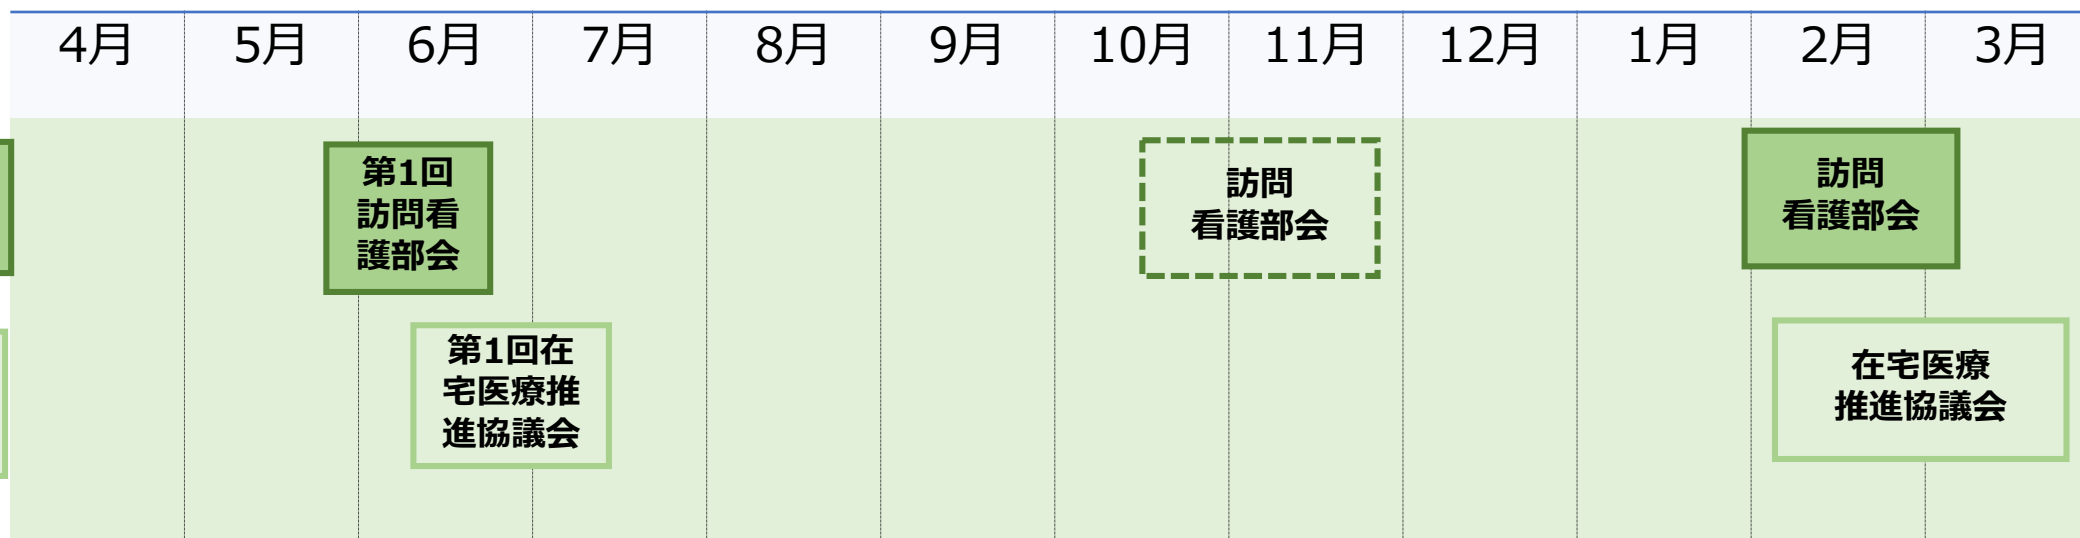 4月 5月 6月 7月 8月 9月 10月 11月 12月 1月 2月 3月
第1回
訪問看
護部会
訪問
看護部会
訪問
看護部会
第1回在
宅医療推
進協議会
在宅医療
推進協議会